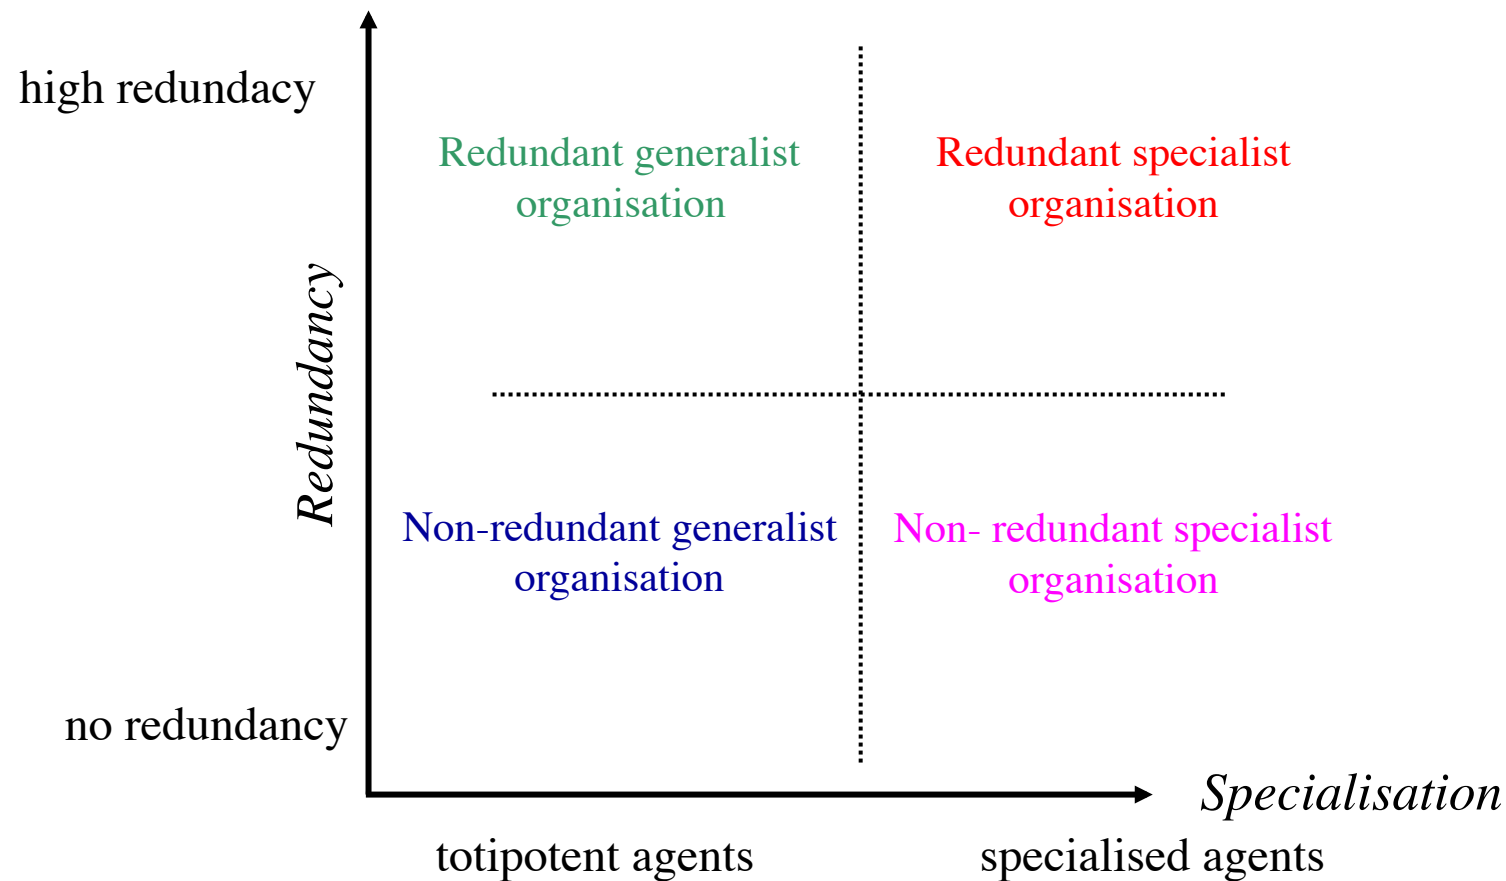 high redundacy
Redundant generalist
organisation
Redundant specialist
organisation
Redundancy
Non-redundant generalist
organisation
Non- redundant specialist
organisation
no redundancy
Specialisation
totipotent agents
specialised agents